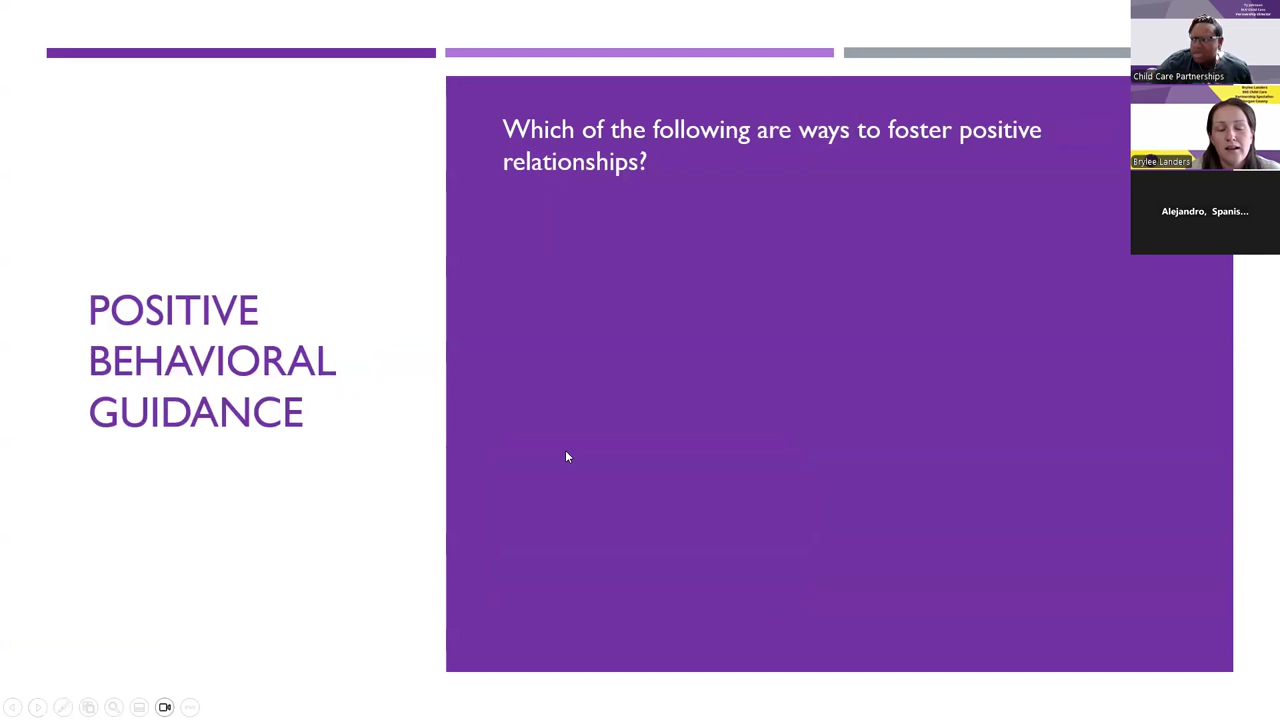 Which of the following are ways to foster positive
relationships?
POSITIVE
BEHAVIORAL
GUIDANCE
Child Care Partnerships
Brylee Landers
Alejandro, Spanis...